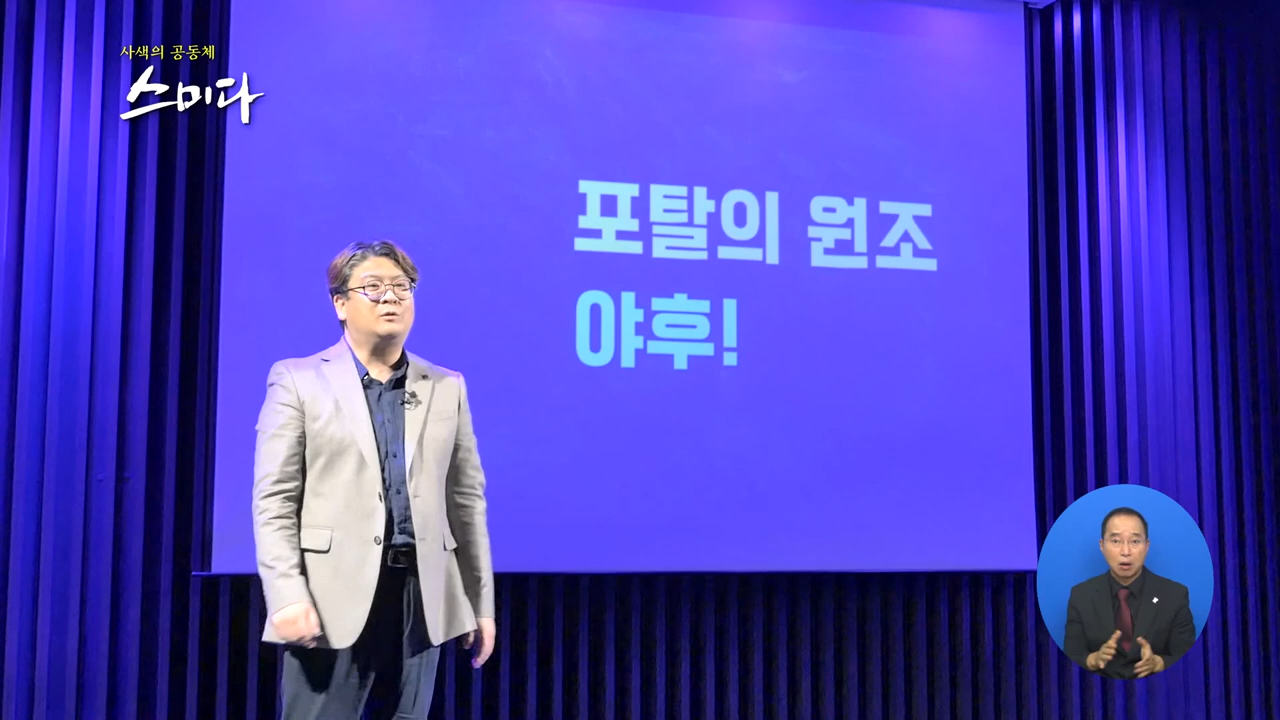 사색의 공동체
스미다
포탈의 원조
야후!